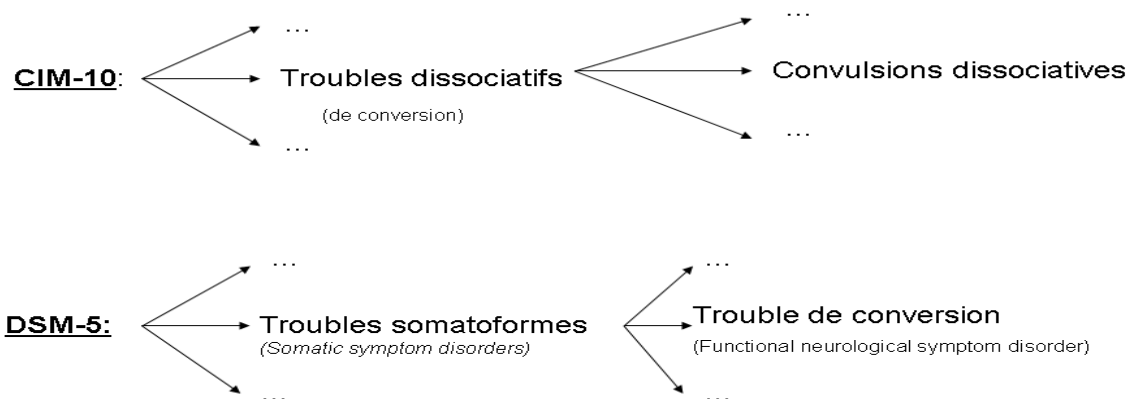 ...
...
CIM-10:
Troubles dissociatifs
Convulsions dissociatives
(de conversion)
...
...
...
...
DSM-5:
Troubles somatoformes
Trouble de conversion
(Somatic symptom disorders)
(Functional neurological symptom disorder)
...
...